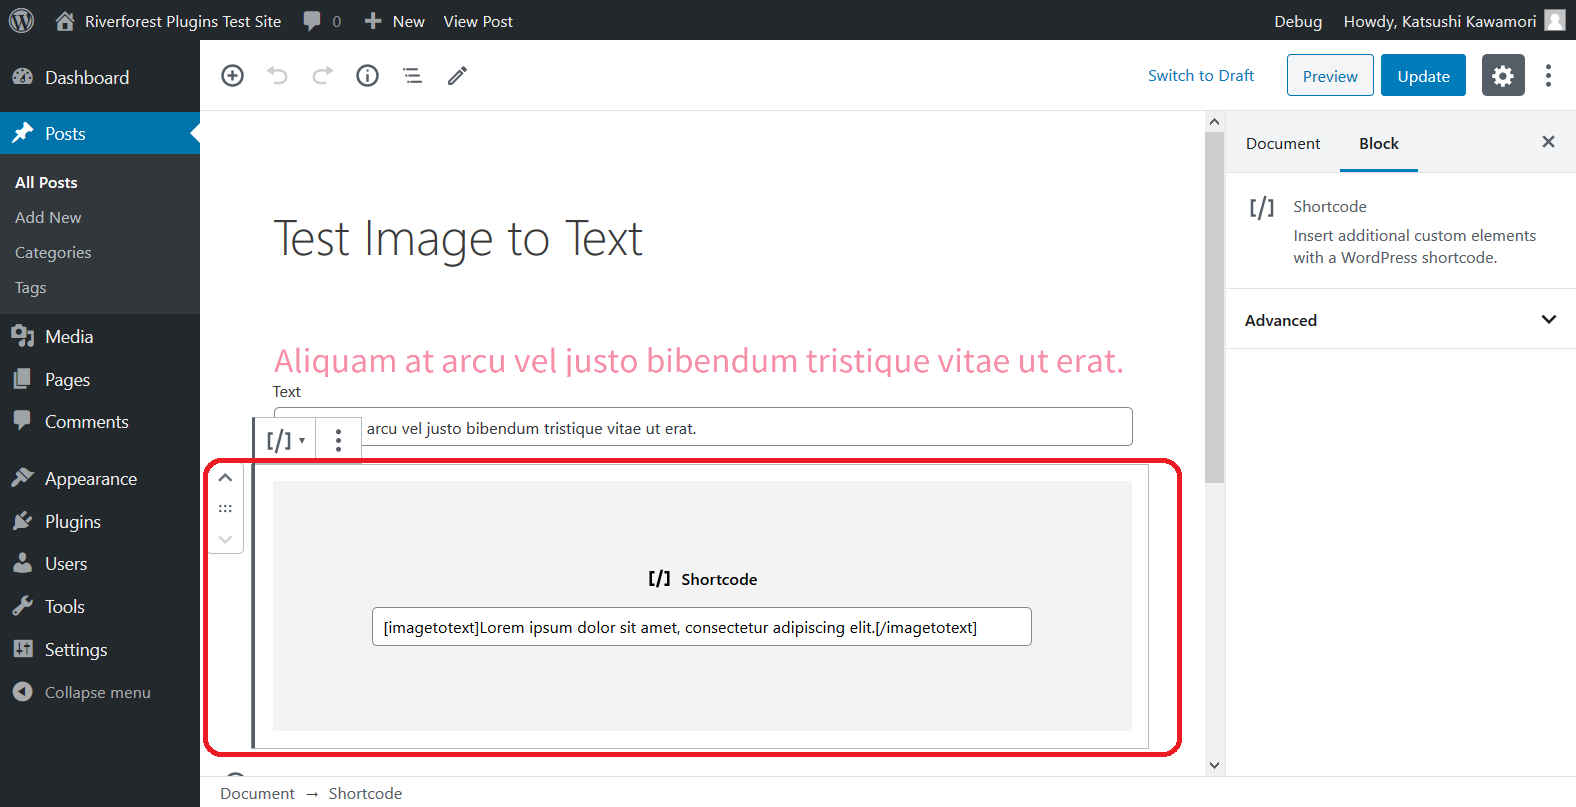 Riverforest Plugins Test Site 0 New View Post Debug Howdy, Katsushi Kawamori
Dashboard
Posts
All Posts
Add New
Categories
Tags
Media
Pages
Comments
Appearance
Plugins
Users
Tools
Settings
Collapse menu
Switch to Draft Preview Update
Test Image to Text
Aliquam at arcu vel justo bibendum tristique vitae ut erat.
Text
arcu vel justo bibendum tristique vitae ut erat.
[/] Shortcode
[imagetotext]Lorem ipsum dolor sit amet, consectetur adipiscing elit.[/imagetotext]
Document Block
[/] Shortcode
Insert additional custom elements
with a WordPress shortcode.
Advanced
Document → Shortcode